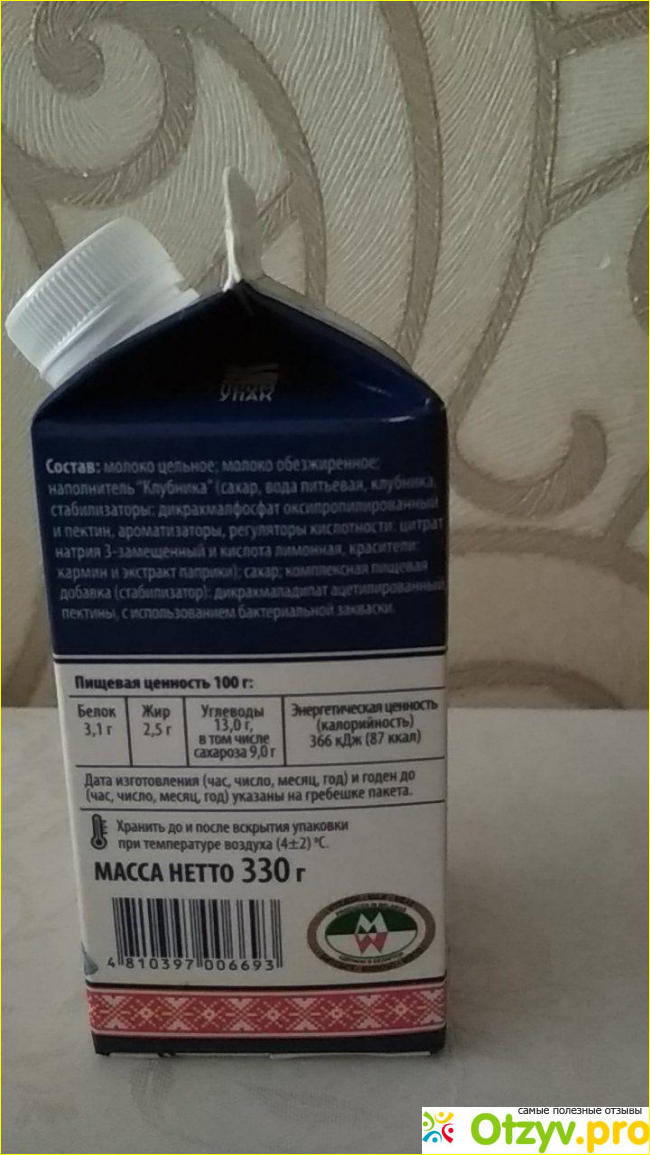 УПАК
Состав: молоко цельное; молоко обезжиренное;
наполнитель "Клубника" (сахар, вода питьевая, клубника,
стабилизаторы: дикрахмалфосфат оксипропилированный
и пектин, ароматизаторы, регуляторы кислотности: цитрат
натрия 3-замещенный и кислота лимонная, красители:
кармин и экстракт паприки); сахар; комплексная пищевая
добавка (стабилизатор): дикрахмаладипат ацетилированный,
пектины, с использованием бактериальной закваски.
Пищевая ценность 100 г:
Белок
3,1 г
Жир
2,5 г
Углеводы
13,0 г,
в том числе
сахароза 9,0 г
Энергетическая ценность
(калорийность)
366 кДж (87 ккал)
Дата изготовления (час, число, месяц, год) и годен до
(час, число, месяц, год) указаны на гребешке пакета.
Хранить до и после вскрытия упаковки
при температуре воздуха (4±2) °С.
МАССА НЕТТО 330 г
4 810397 006693
самые полезные отзывы
Otzyv.pro